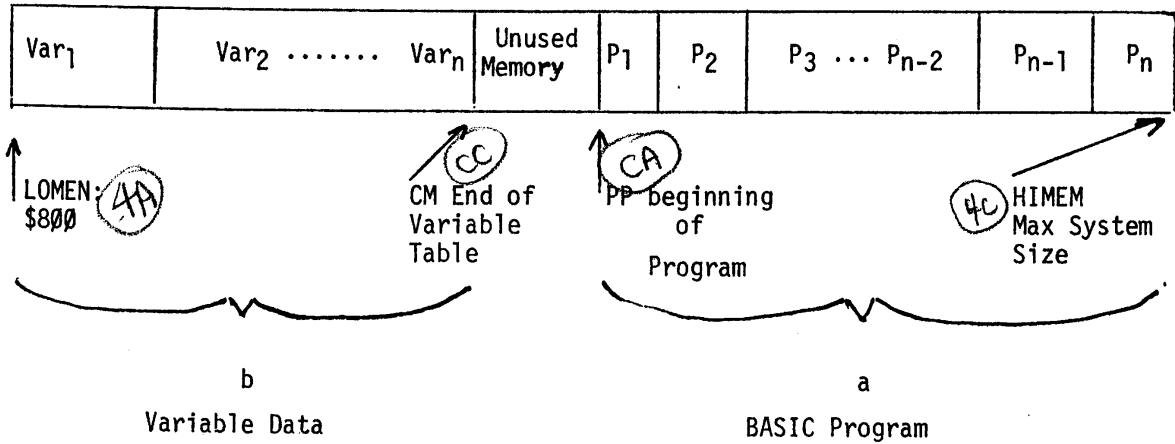 Var1 Var2 ....... Varn Unused Memory P1 P2 P3 ... Pn-2 Pn-1 Pn
LOMEN:
$800
4A
CC
CM End of
Variable
Table
CA
PP beginning
of
Program
4C
HIMEM
Max System
Size
b
Variable Data
a
BASIC Program